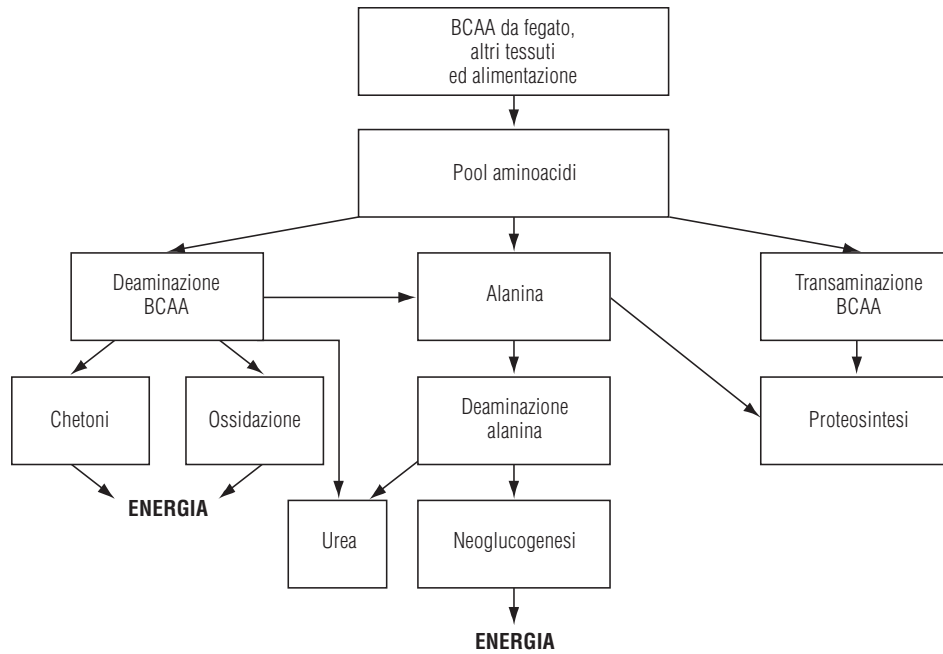 BCAA da fegato,
altri tessuti
ed alimentazione
Pool aminoacidi
Deaminazione
BCAA
Alanina
Transaminazione
BCAA
Chetoni
Ossidazione
Deaminazione
alanina
Proteosintesi
ENERGIA
Urea
Neoglucogenesi
ENERGIA